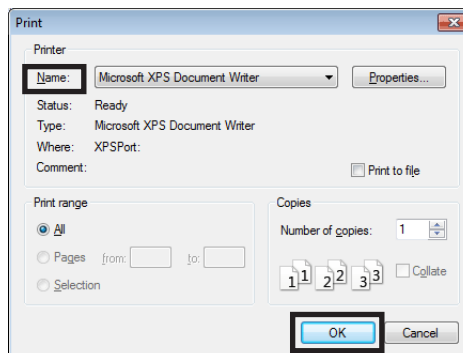 Print
Printer
Name: Microsoft XPS Document Writer Properties...
Status: Ready
Type: Microsoft XPS Document Writer
Where: XPSPort:
Comment: Print to file
Print range Copies
All Number of copies: 1
Pages from: to:
1 1 2 2 3 3 Collate
Selection
OK Cancel